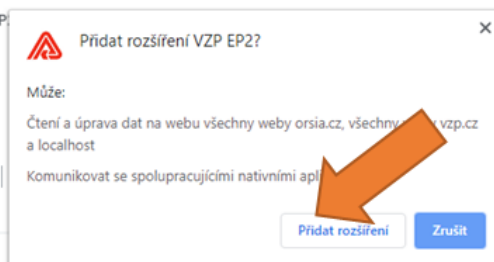 P
Přidat rozšíření VZP EP2?
Může:
Čtení a úprava dat na webu všechny weby orsia.cz, všechny vzp.cz
a localhost
Komunikovat se spolupracujícími nativními
Přidat rozšíření
Zrušit